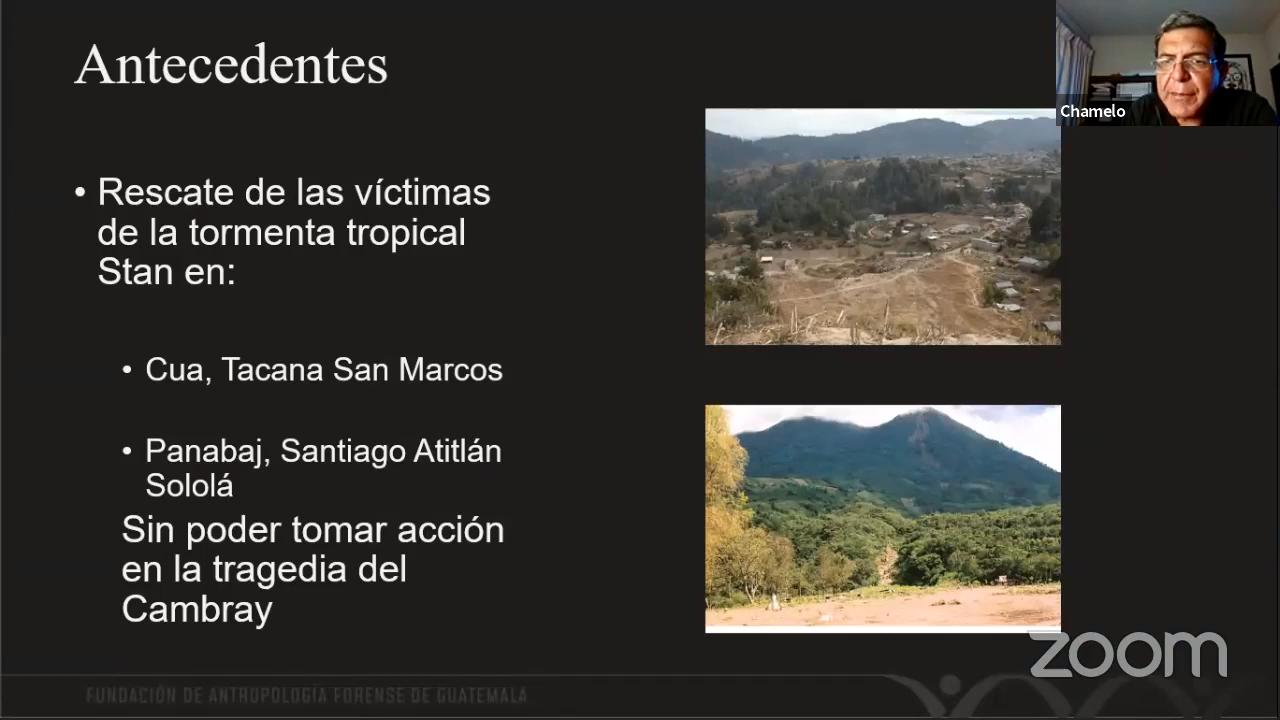 Antecedentes
Chamelo
• Rescate de las víctimas
de la tormenta tropical
Stan en:
• Cua, Tacana San Marcos
• Panabaj, Santiago Atitlán
Sololá
Sin poder tomar acción
en la tragedia del
Cambray
zoom
FUNDACIÓN DE ANTROPOLOGÍA FORENSE DE GUATEMALA